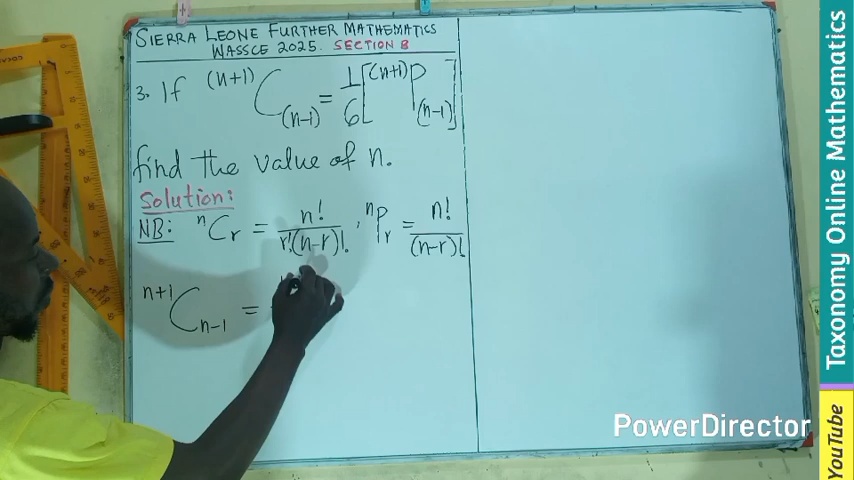 SIERRA LEONE FURTHER MATHEMATICS
WASSCE 2025. SECTION B
3. If (n+1)C(n-1) = 1/6 [(n+1)P(n-1)]
find the value of n.
Solution:
NB: nCr = n!/r!(n-r)!. , nPr = n!/(n-r)!.
n+1Cn-1 =
PowerDirector
Taxonomy Online Mathematics
YouTube